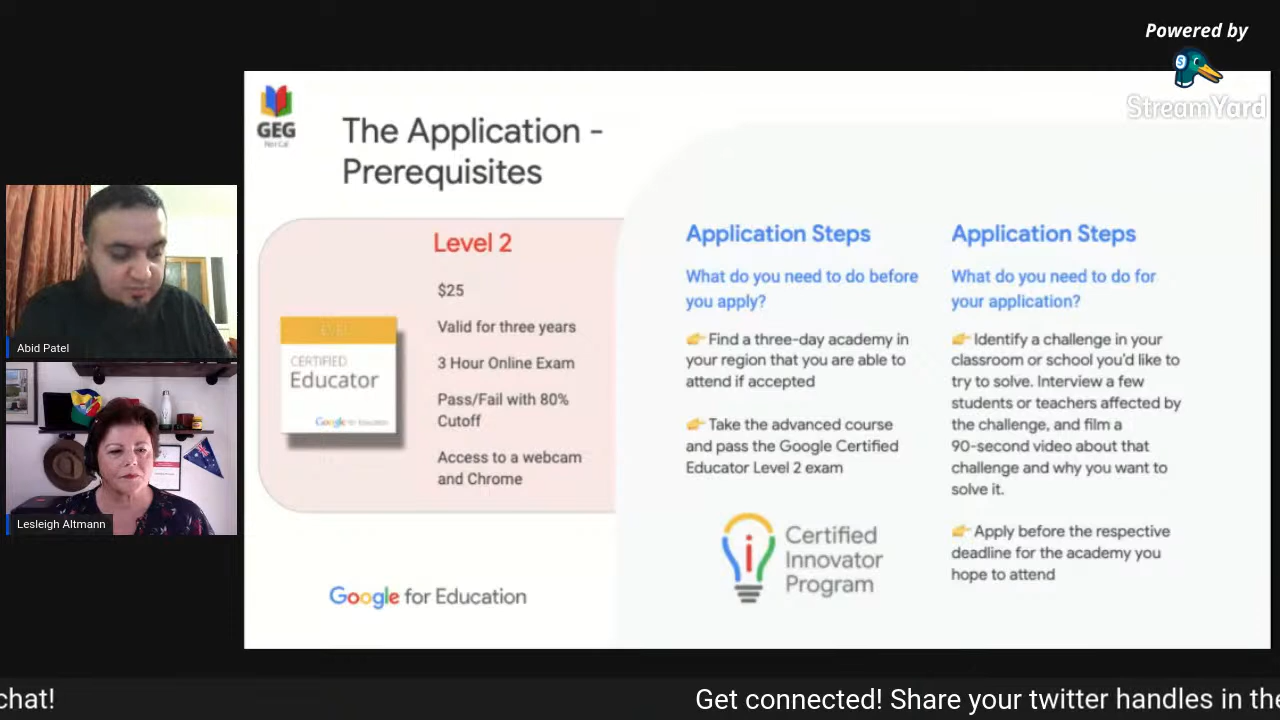 Powered by
StreamYard
GEG
NorCal
The Application -
Prerequisites
Level 2
$25
Valid for three years
3 Hour Online Exam
Pass/Fail with 80%
Cutoff
Access to a webcam
and Chrome
LEVEL 2
CERTIFIED
Educator
Google for Education
Google for Education
Application Steps
What do you need to do before
you apply?
👉 Find a three-day academy in
your region that you are able to
attend if accepted
👉 Take the advanced course
and pass the Google Certified
Educator Level 2 exam
Certified
Innovator
Program
Application Steps
What do you need to do for
your application?
👉 Identify a challenge in your
classroom or school you'd like to
try to solve. Interview a few
students or teachers affected by
the challenge, and film a
90-second video about that
challenge and why you want to
solve it.
👉 Apply before the respective
deadline for the academy you
hope to attend
Abid Patel
Lesleigh Altmann
chat!
Get connected! Share your twitter handles in the